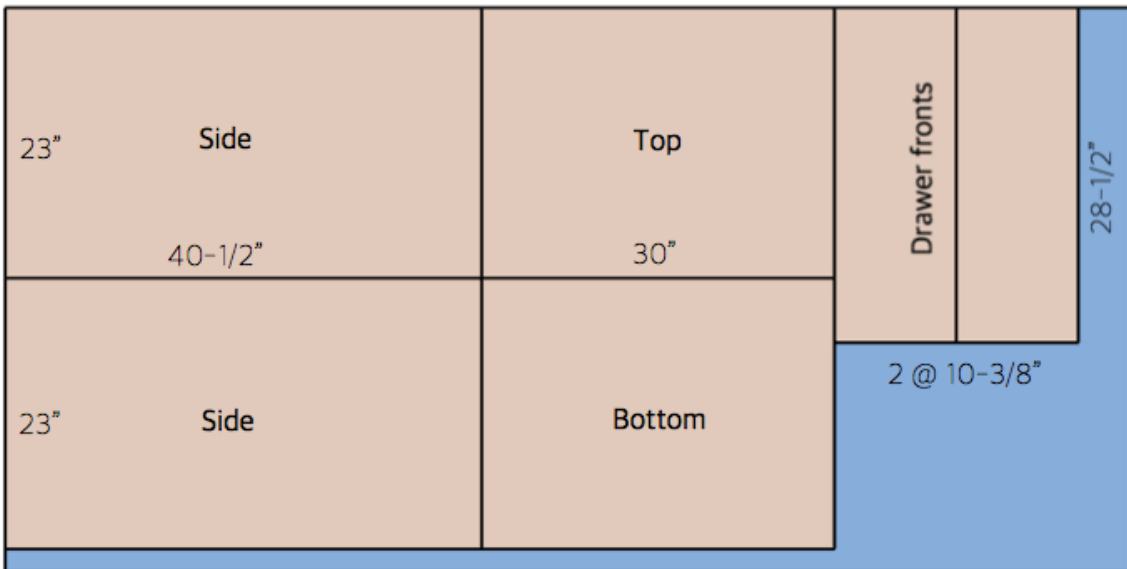 23”
Side
Top
Drawer fronts
28-1/2”
40-1/2”
30”
2 @ 10-3/8”
23”
Side
Bottom